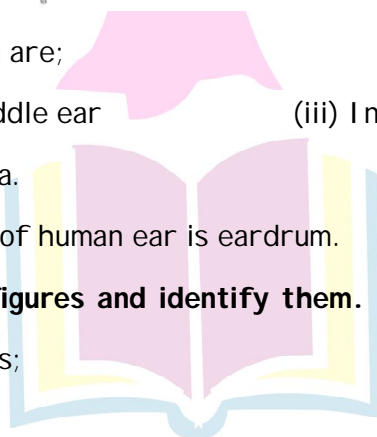 are;
ddle ear (iii) In
a.
of human ear is eardrum.
figures and identify them.
s;